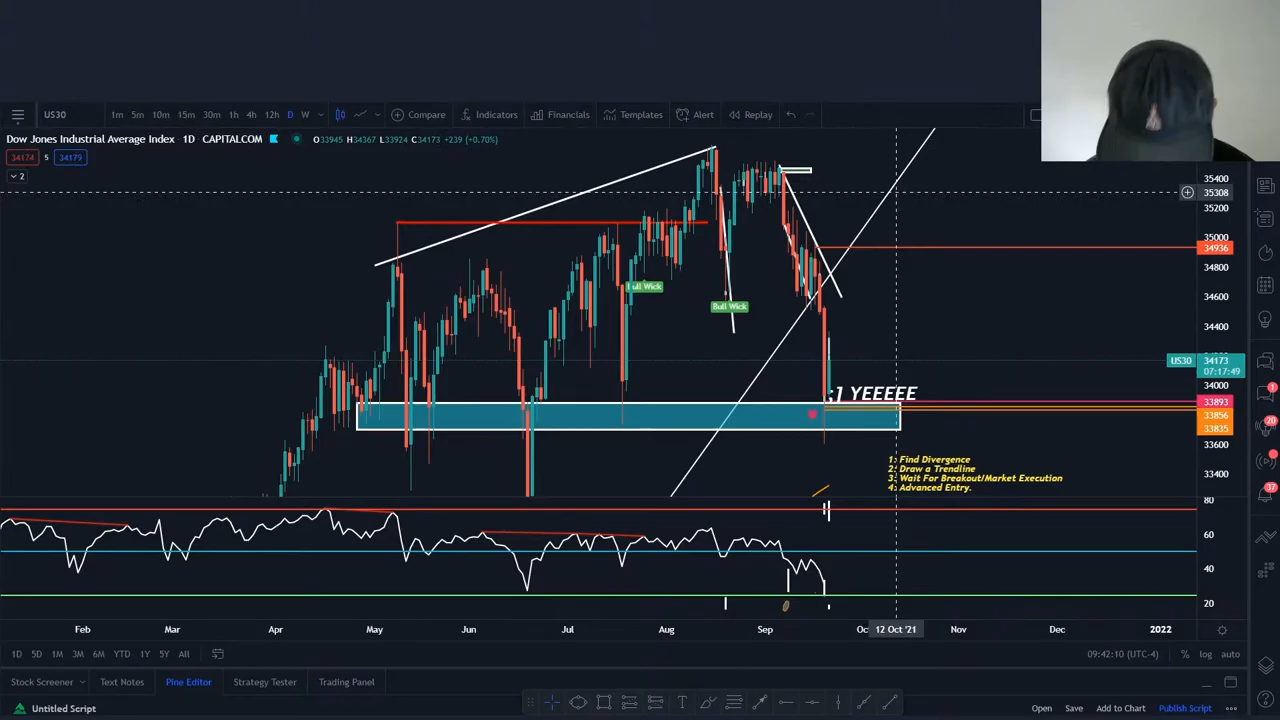 US30 1m 5m 10m 15m 30m 1h 4h 12h D W Compare Indicators Financials Templates Alert Replay
Dow Jones Industrial Average Index · 1D · CAPITALCOM O33945 H34367 L33924 C34173 +239 (+0.70%)
34174 5 34179
2
35400
35308
35200
35000
34936
34800
34600
34400
US30 34173
07:17:49
34000
33893
33856
33835
33600
33400
Bull Wick
Bull Wick
:] YEEEEE
1: Find Divergence
2: Draw a Trendline
3: Wait For Breakout/Market Execution
4: Advanced Entry.
80
60
40
20
Feb Mar Apr May Jun Jul Aug Sep 12 Oct '21 Nov Dec 2022
1D 5D 1M 3M 6M YTD 1Y 5Y All 09:42:10 (UTC-4) % log auto
Stock Screener Text Notes Pine Editor Strategy Tester Trading Panel
Untitled Script Open Save Add to Chart Publish Script
1
20
37